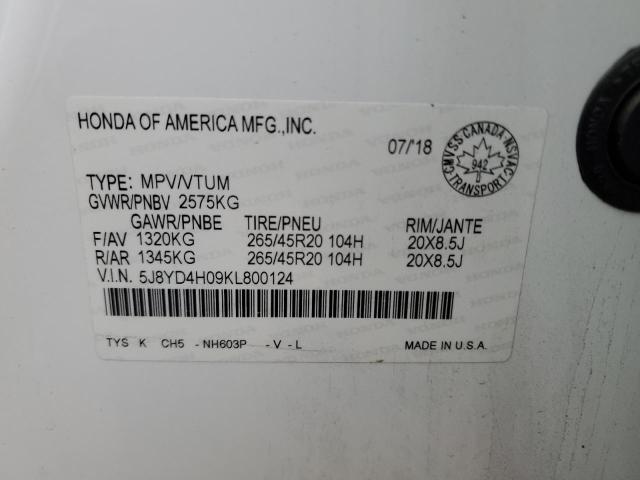 HONDA OF AMERICA MFG.,INC.
07/'18
CMVSS CANADA-NSVAC
942
D
TRANSPORT
TYPE: MPV/VTUM
GVWR/PNBV 2575KG
GAWR/PNBE TIRE/PNEU RIM/JANTE
F/AV 1320KG 265/45R20 104H 20X8.5J
R/AR 1345KG 265/45R20 104H 20X8.5J
V.I.N. 5J8YD4H09KL800124
TYS K CH5 -NH603P -V-L MADE IN U.S.A.